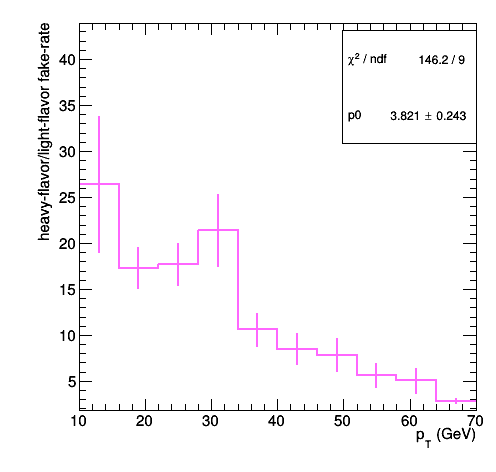 heavy-flavor/light-flavor fake-rate
χ² / ndf 146.2 / 9
p0 3.821 ± 0.243
40
35
30
25
20
15
10
5
10 20 30 40 50 60 70
p_T (GeV)